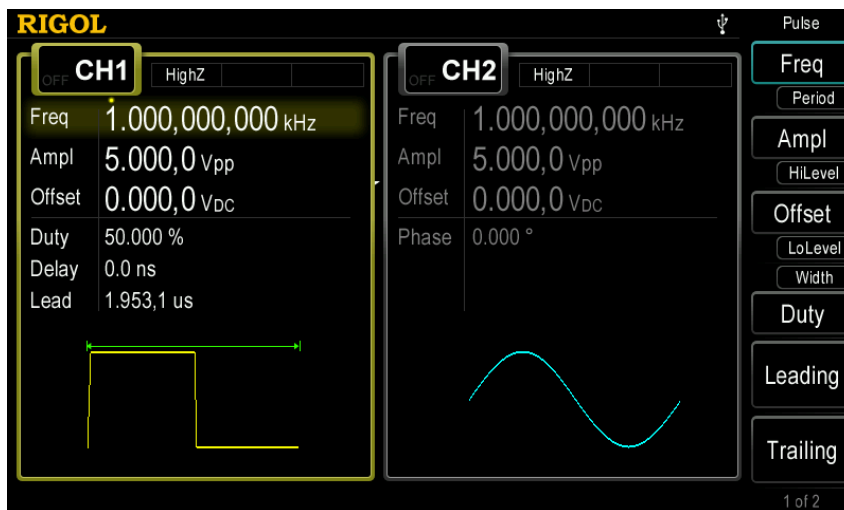 RIGOL
Pulse
OFF CH1 HighZ
Freq 1.000,000,000 kHz
Ampl 5.000,0 Vpp
Offset 0.000,0 VDC
Duty 50.000 %
Delay 0.0 ns
Lead 1.953,1 us
OFF CH2 HighZ
Freq 1.000,000,000 kHz
Ampl 5.000,0 Vpp
Offset 0.000,0 VDC
Phase 0.000 °
Freq
Period
Ampl
HiLevel
Offset
LoLevel
Width
Duty
Leading
Trailing
1 of 2